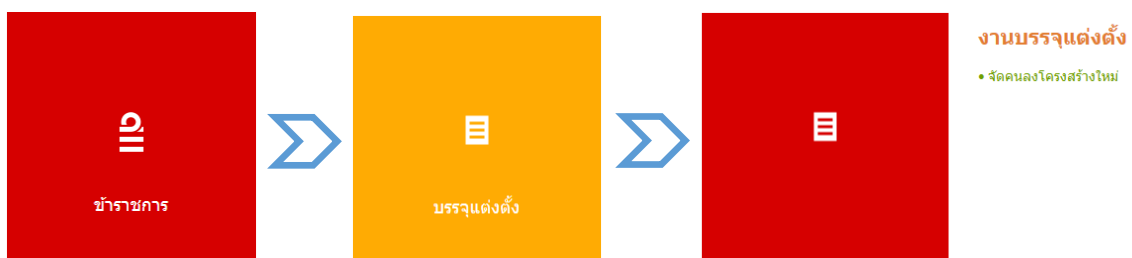 ข้าราชการ
บรรจุแต่งตั้ง
งานบรรจุแต่งตั้ง
• จัดคนลงโครงสร้างใหม่